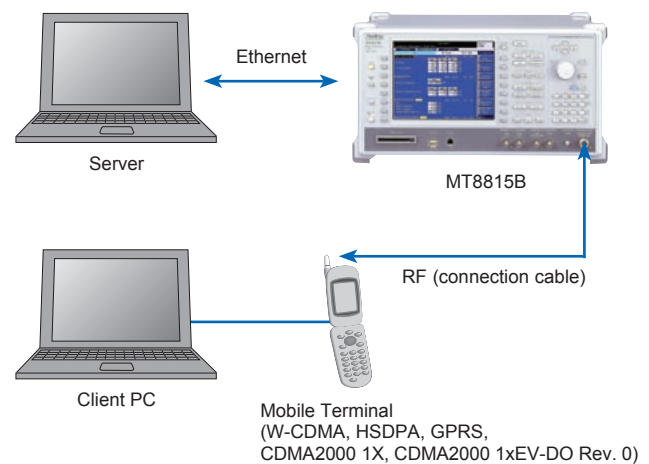 Ethernet
Server
MT8815B
RF (connection cable)
Client PC
Mobile Terminal
(W-CDMA, HSDPA, GPRS,
CDMA2000 1X, CDMA2000 1xEV-DO Rev. 0)